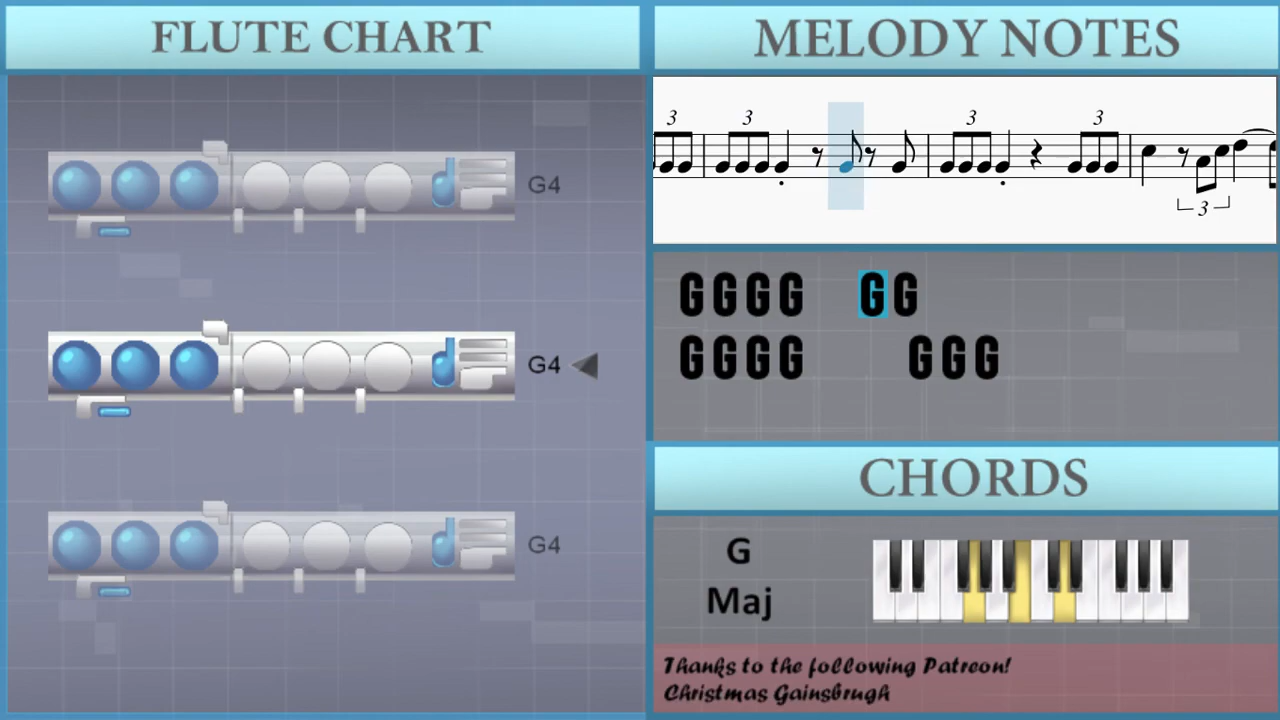 FLUTE CHART
G4
G4
G4
MELODY NOTES
3 3 3 3
3
GGGG GG
GGGG GGG
CHORDS
G
Maj
Thanks to the following Patreon!
Christmas Gainsbrugh